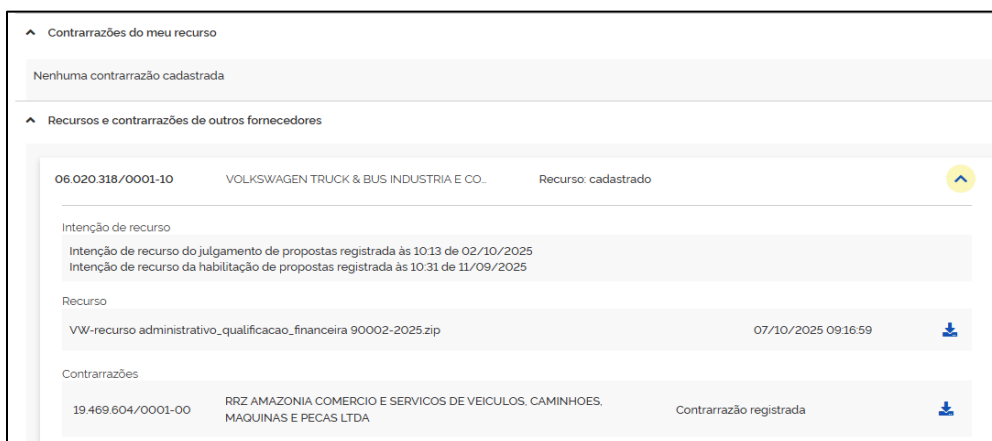 Contrarrazões do meu recurso
Nenhuma contrarrazão cadastrada
Recursos e contrarrazões de outros fornecedores
06.020.318/0001-10 VOLKSWAGEN TRUCK & BUS INDUSTRIA E CO... Recurso: cadastrado
Intenção de recurso
Intenção de recurso do julgamento de propostas registrada às 10:13 de 02/10/2025
Intenção de recurso da habilitação de propostas registrada às 10:31 de 11/09/2025
Recurso
VW-recurso administrativo_qualificacao_financeira 90002-2025.zip 07/10/2025 09:16:59
Contrarrazões
19.469.604/0001-00 RRZ AMAZONIA COMERCIO E SERVICOS DE VEICULOS, CAMINHOES, Contrarrazão registrada
MAQUINAS E PECAS LTDA